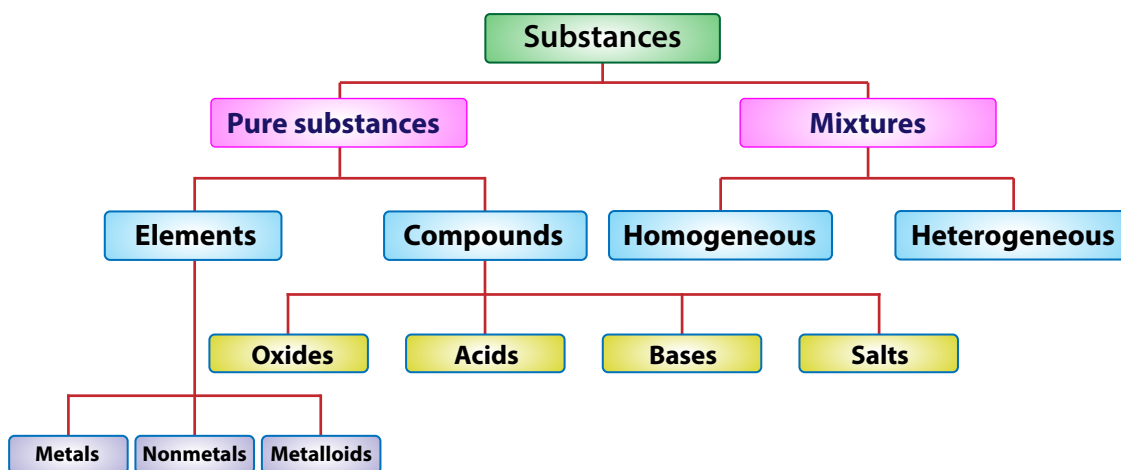 Substances
Pure substances
Mixtures
Elements
Compounds
Homogeneous
Heterogeneous
Oxides
Acids
Bases
Salts
Metals
Nonmetals
Metalloids